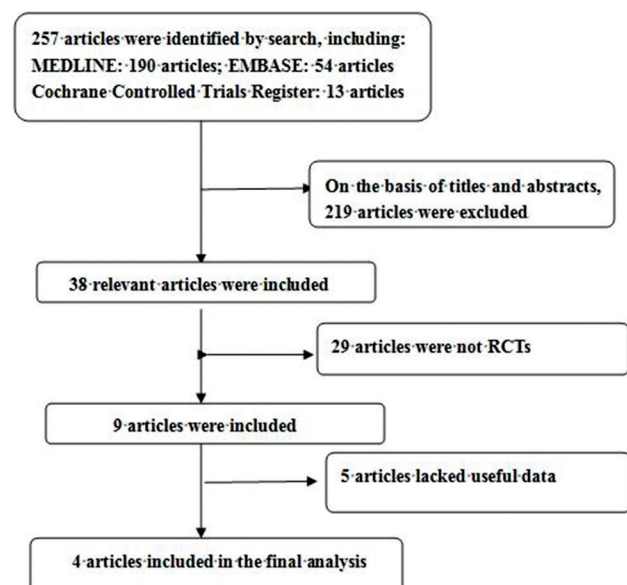 257 articles were identified by search, including:
MEDLINE: 190 articles; EMBASE: 54 articles
Cochrane Controlled Trials Register: 13 articles
On the basis of titles and abstracts,
219 articles were excluded
38 relevant articles were included
29 articles were not RCTs
9 articles were included
5 articles lacked useful data
4 articles included in the final analysis